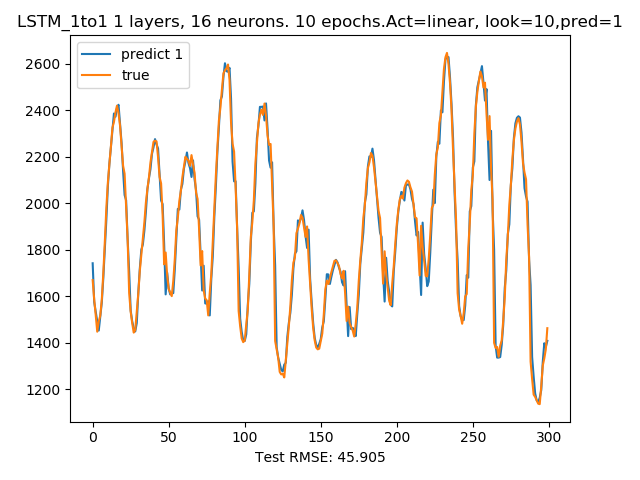 LSTM_1to1 1 layers, 16 neurons. 10 epochs.Act=linear, look=10,pred=1
predict 1
true
2600
2400
2200
2000
1800
1600
1400
1200
0 50 100 150 200 250 300
Test RMSE: 45.905